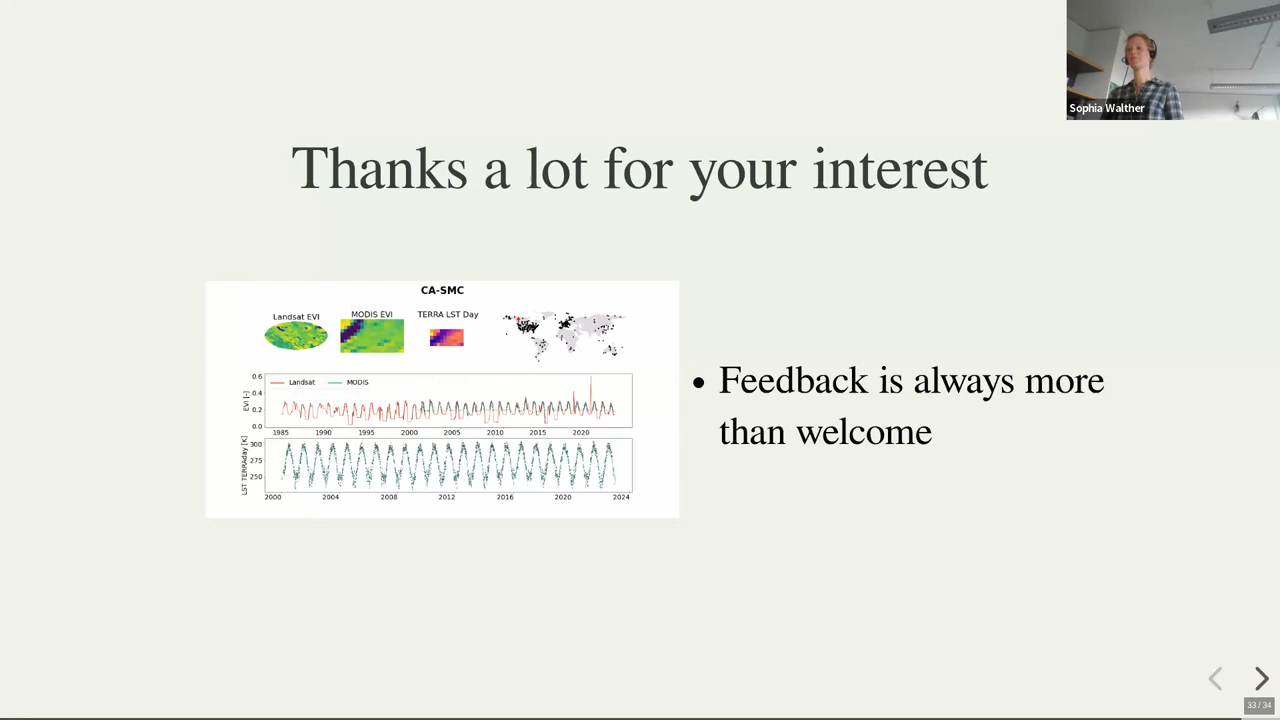 Sophia Walther
Thanks a lot for your interest
CA-SMC
Landsat EVI
MODIS EVI
TERRA LST Day
Landsat
MODIS
EVI [-]
0.6
0.4
0.2
0.0
1985 1990 1995 2000 2005 2010 2015 2020
LST TERRAday [K]
300
275
250
2000 2004 2008 2012 2016 2020 2024
• Feedback is always more
than welcome
33 / 34